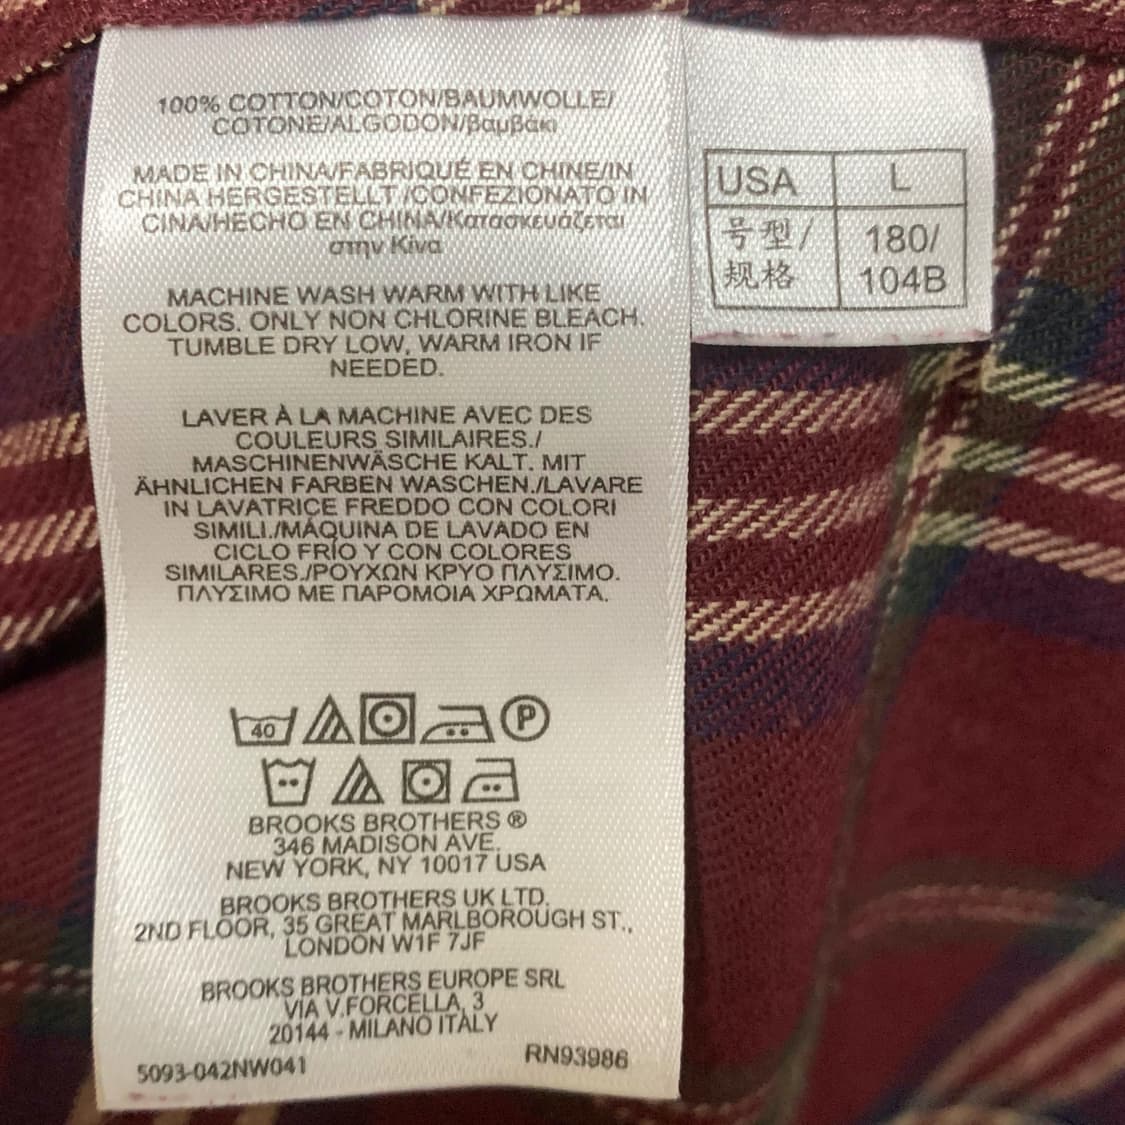 100% COTTON/COTON/BAUMWOLLE/
COTONE/ALGODON/βαμβάκι
MADE IN CHINA/FABRIQUÉ EN CHINE/IN
CHINA HERGESTELLT /CONFEZIONATO IN
CINA/HECHO EN CHINA/Κατασκευάζεται
στην Κίνα
MACHINE WASH WARM WITH LIKE
COLORS. ONLY NON CHLORINE BLEACH.
TUMBLE DRY LOW, WARM IRON IF
NEEDED.
LAVER À LA MACHINE AVEC DES
COULEURS SIMILAIRES./
MASCHINENWÄSCHE KALT. MIT
ÄHNLICHEN FARBEN WASCHEN./LAVARE
IN LAVATRICE FREDDO CON COLORI
SIMILI./MÁQUINA DE LAVADO EN
CICLO FRÍO Y CON COLORES
SIMILARES./ΡΟΥΧΩΝ ΚΡΥΟ ΠΛΥΣΙΜΟ.
ΠΛΥΣΙΜΟ ΜΕ ΠΑΡΟΜΟΙΑ ΧΡΩΜΑΤΑ.
40 P
BROOKS BROTHERS ®
346 MADISON AVE.
NEW YORK, NY 10017 USA
BROOKS BROTHERS UK LTD.
2ND FLOOR, 35 GREAT MARLBOROUGH ST.,
LONDON W1F 7JF
BROOKS BROTHERS EUROPE SRL
VIA V.FORCELLA, 3
20144 - MILANO ITALY
5093-042NW041 RN93986
USA L
号型/ 180/
规格 104B